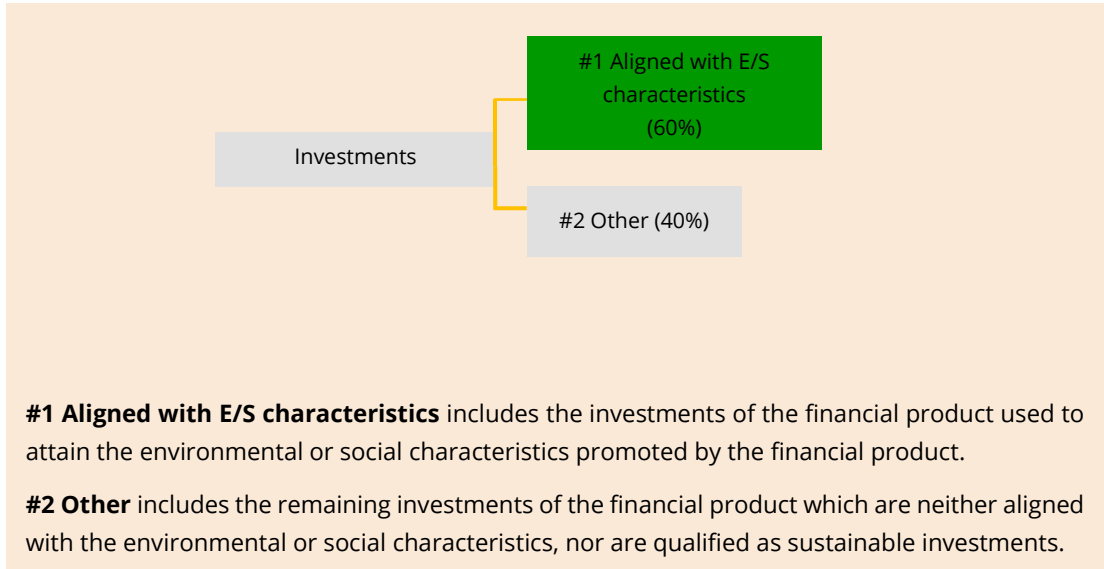 #1 Aligned with E/S
characteristics
(60%)
Investments
#2 Other (40%)
#1 Aligned with E/S characteristics includes the investments of the financial product used to
attain the environmental or social characteristics promoted by the financial product.
#2 Other includes the remaining investments of the financial product which are neither aligned
with the environmental or social characteristics, nor are qualified as sustainable investments.